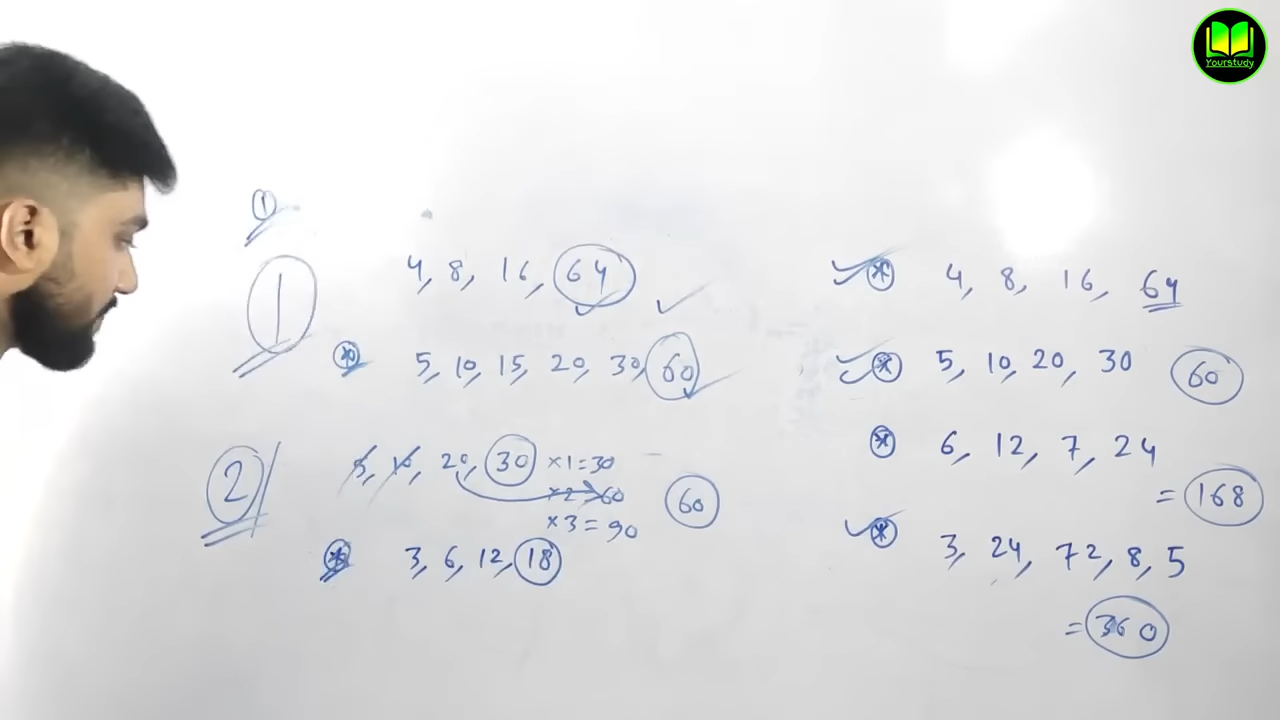 Yourstudy
①
①
4, 8, 16, 64
5, 10, 15, 20, 30, 60
②
5, 10, 20, 30 ×1=30
×2=60
60
×3=90
3, 6, 12, 18
* 4, 8, 16, 64
* 5, 10, 20, 30 60
* 6, 12, 7, 24
= 168
* 3, 24, 72, 8, 5
= 360